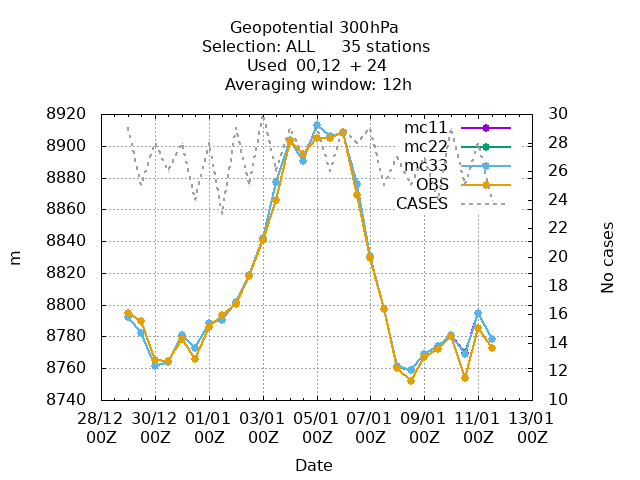 Geopotential 300hPa
Selection: ALL 35 stations
Used 00,12 + 24
Averaging window: 12h
8920
8900
8880
8860
8840
8820
8800
8780
8760
8740
30
28
26
24
22
20
18
16
14
12
10
mc11
mc22
mc33
OBS
CASES
m
No cases
28/12 30/12 01/01 03/01 05/01 07/01 09/01 11/01 13/01
00Z 00Z 00Z 00Z 00Z 00Z 00Z 00Z 00Z
Date